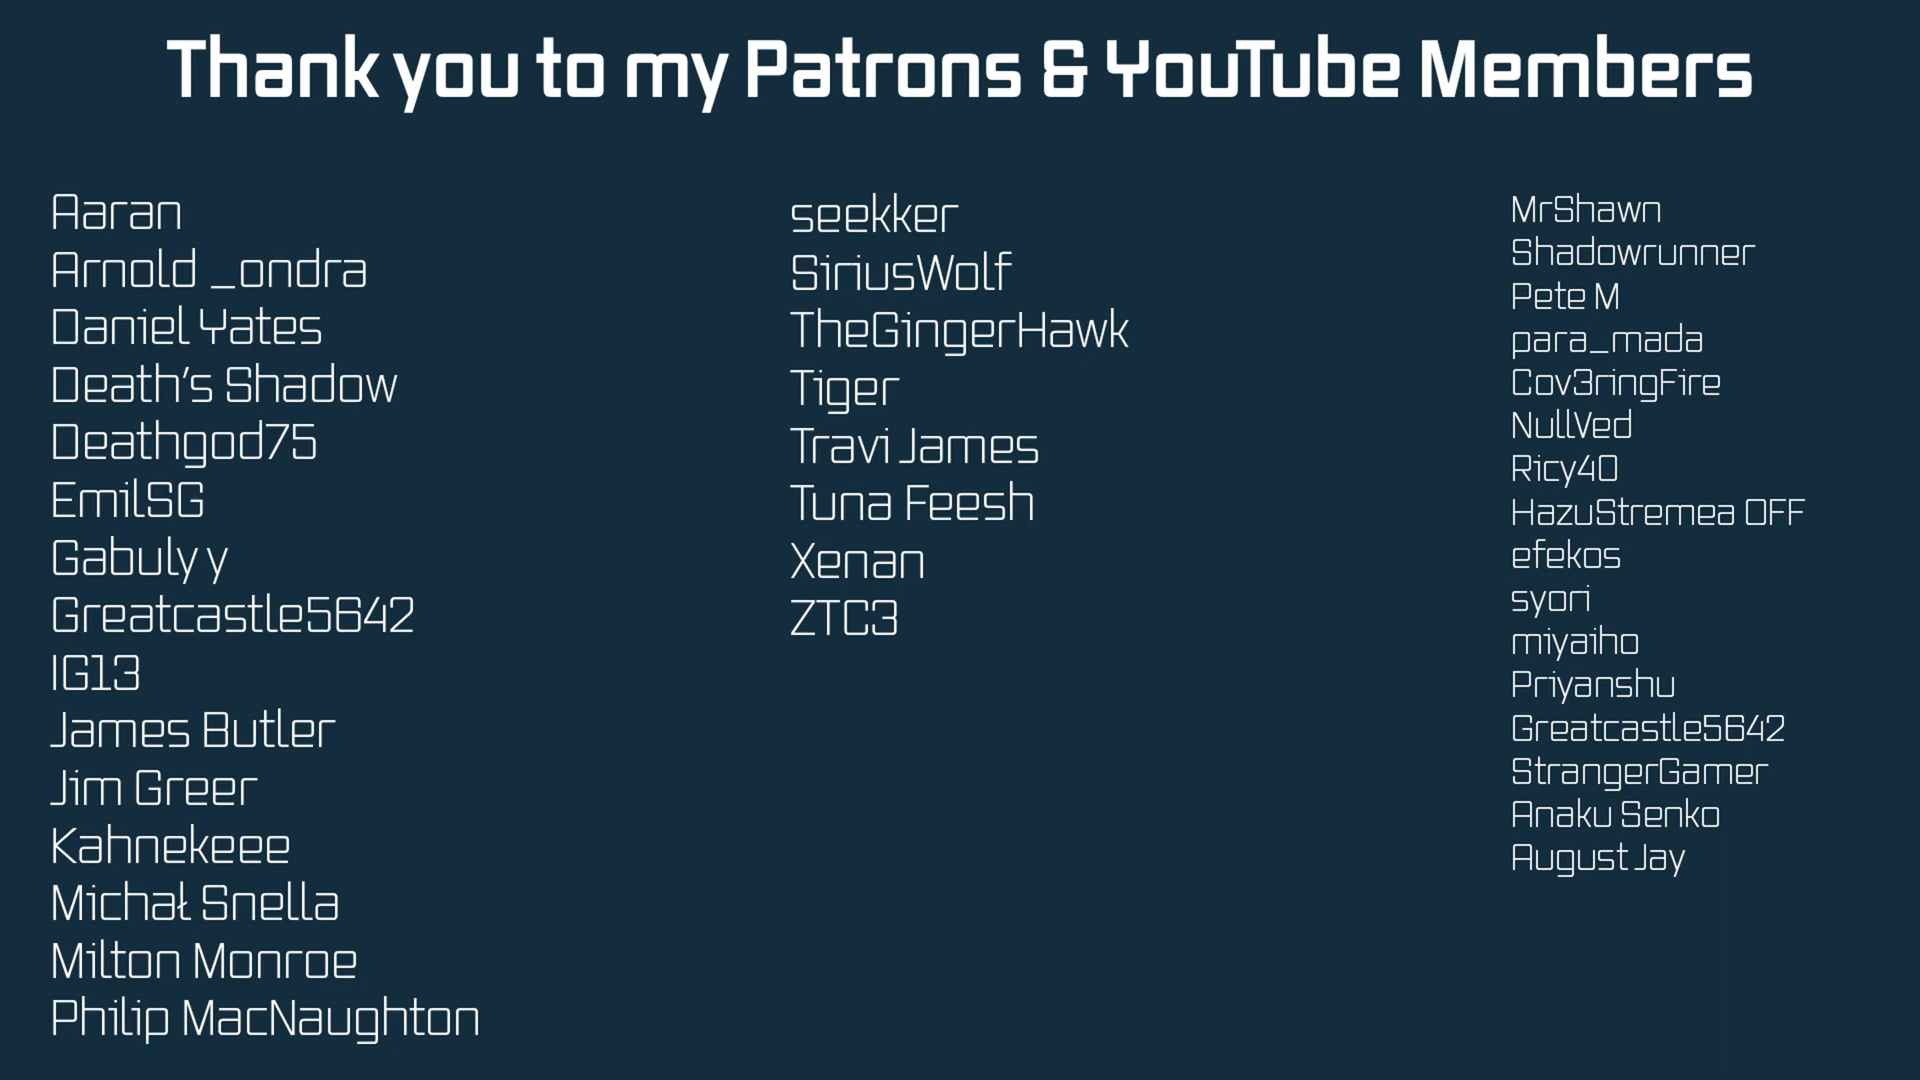 Thank you to my Patrons & YouTube Members
Aaran
Arnold _ondra
Daniel Yates
Death's Shadow
Deathgod75
EmilSG
Gabuly y
Greatcastle5642
IG13
James Butler
Jim Greer
Kahnekeee
Michał Snella
Milton Monroe
Philip MacNaughton
seekker
SiriusWolf
TheGingerHawk
Tiger
Travi James
Tuna Feesh
Xenan
ZTC3
MrShawn
Shadowrunner
Pete M
para_mada
Cov3ringFire
NullVed
Ricy40
HazuStremea OFF
efekos
syori
miyaiho
Priyanshu
Greatcastle5642
StrangerGamer
Anaku Senko
August Jay